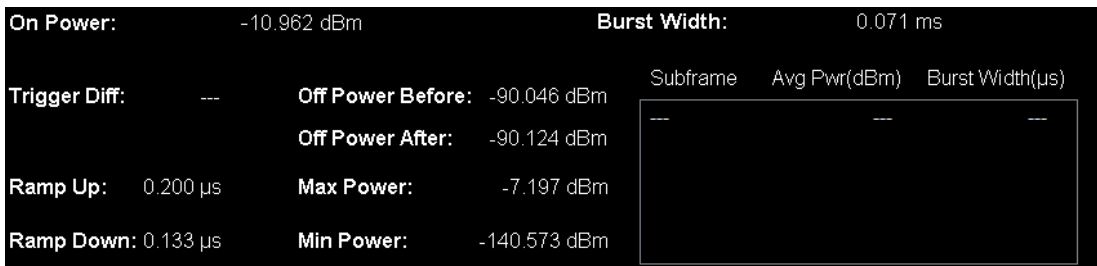 On Power: -10.962 dBm Burst Width: 0.071 ms
Subframe Avg Pwr(dBm) Burst Width(µs)
Trigger Diff: --- Off Power Before: -90.046 dBm
--- --- ---
Off Power After: -90.124 dBm
Ramp Up: 0.200 µs Max Power: -7.197 dBm
Ramp Down: 0.133 µs Min Power: -140.573 dBm